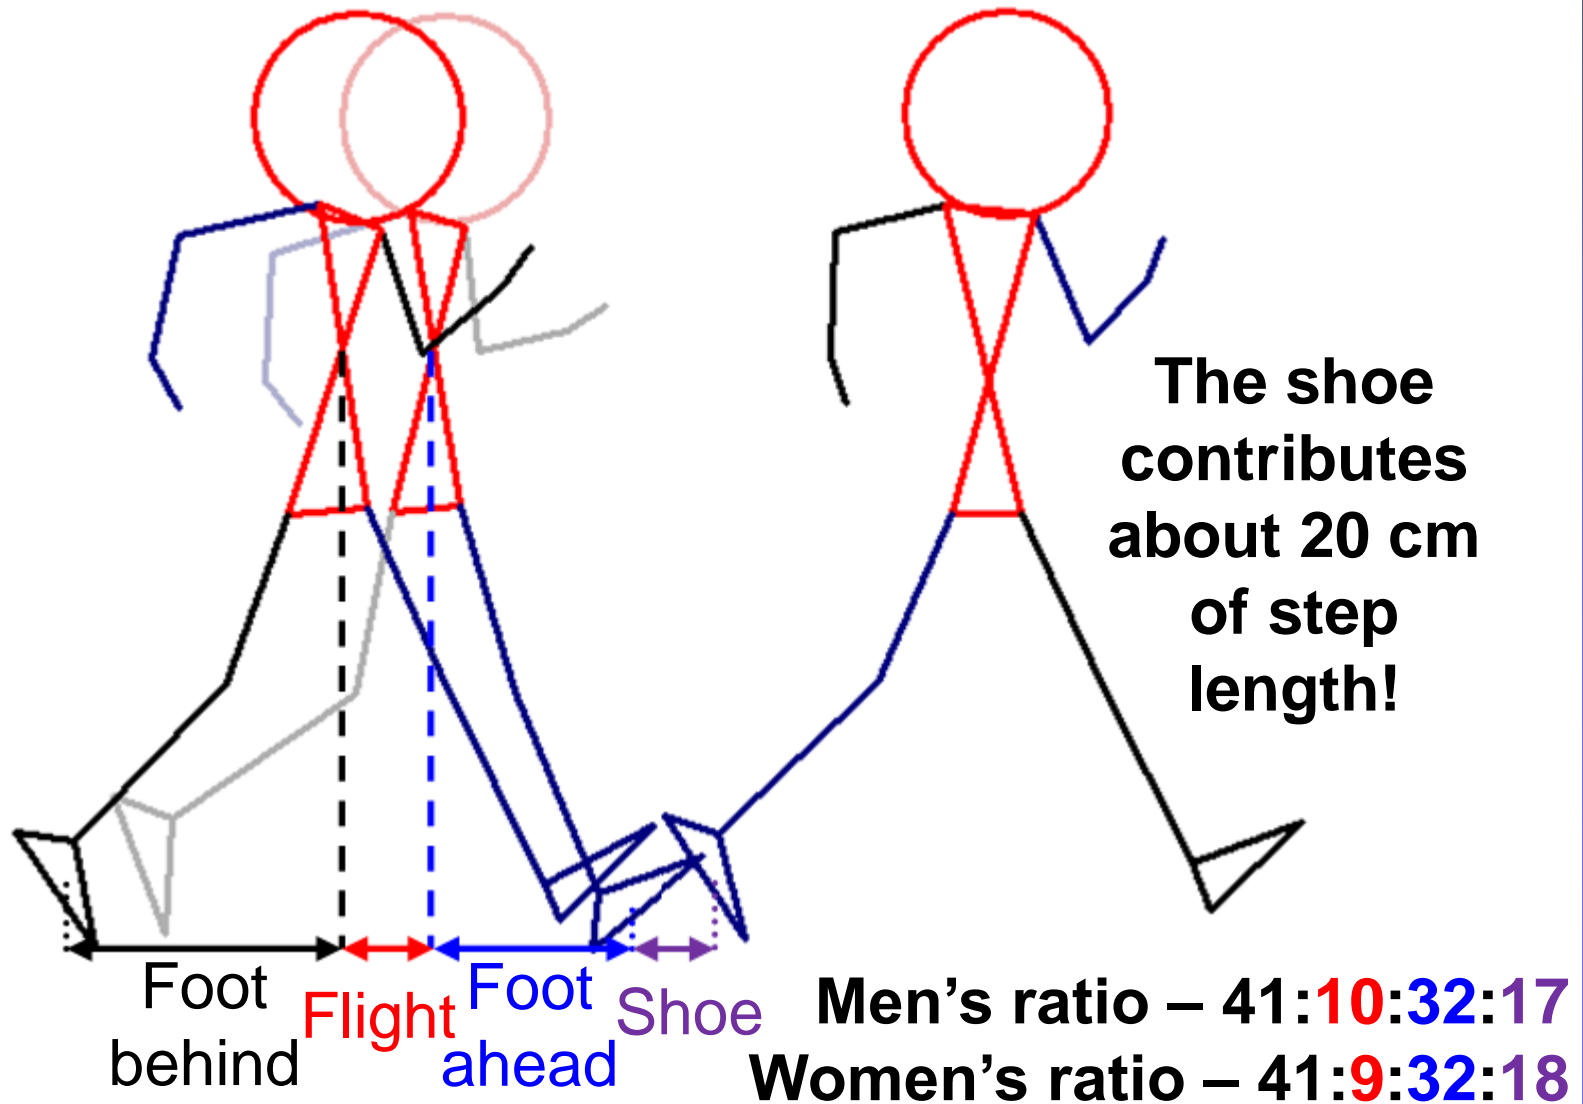 The shoe
contributes
about 20 cm
of step
length!
Foot
behind
Flight
Foot
ahead
Shoe
Men's ratio – 41:10:32:17
Women's ratio – 41:9:32:18